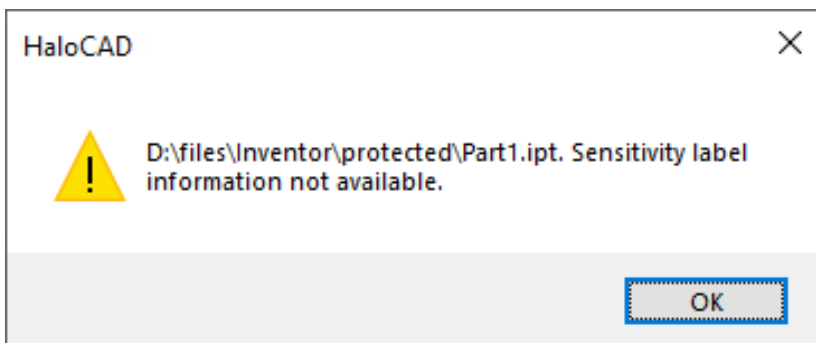 HaloCAD
D:\files\Inventor\protected\Part1.ipt. Sensitivity label
information not available.
OK